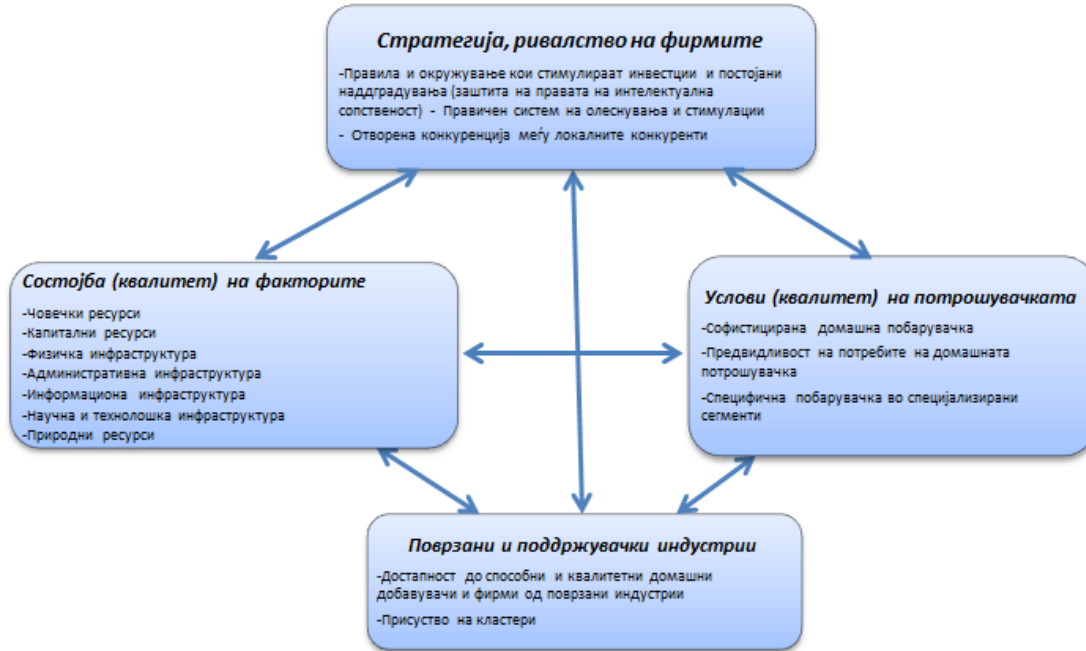 Стратегија, ривалство на фирмите
-Правила и окружување кои стимулираат инвестции и постојани
наддградувања (заштита на правата на интелектуална
сопственост) - Правичен систем на олеснувања и стимулации
- Отворена конкуренција меѓу локалните конкуренти
Состојба (квалитет) на факторите
-Човечки ресурси
-Капитални ресурси
-Физичка инфраструктура
-Административна инфраструктура
-Информациона инфраструктура
-Научна и технолошка инфраструктура
-Природни ресурси
Услови (квалитет) на потрошувачката
-Софистицирана домашна побарувачка
-Предвидливост на потребите на домашната
потрошувачка
-Специфична побарувачка во специјализирани
сегменти
Поврзани и поддржувачки индустрии
-Достапност до способни и квалитетни домашни
добавувачи и фирми од поврзани индустрии
-Присуство на кластери